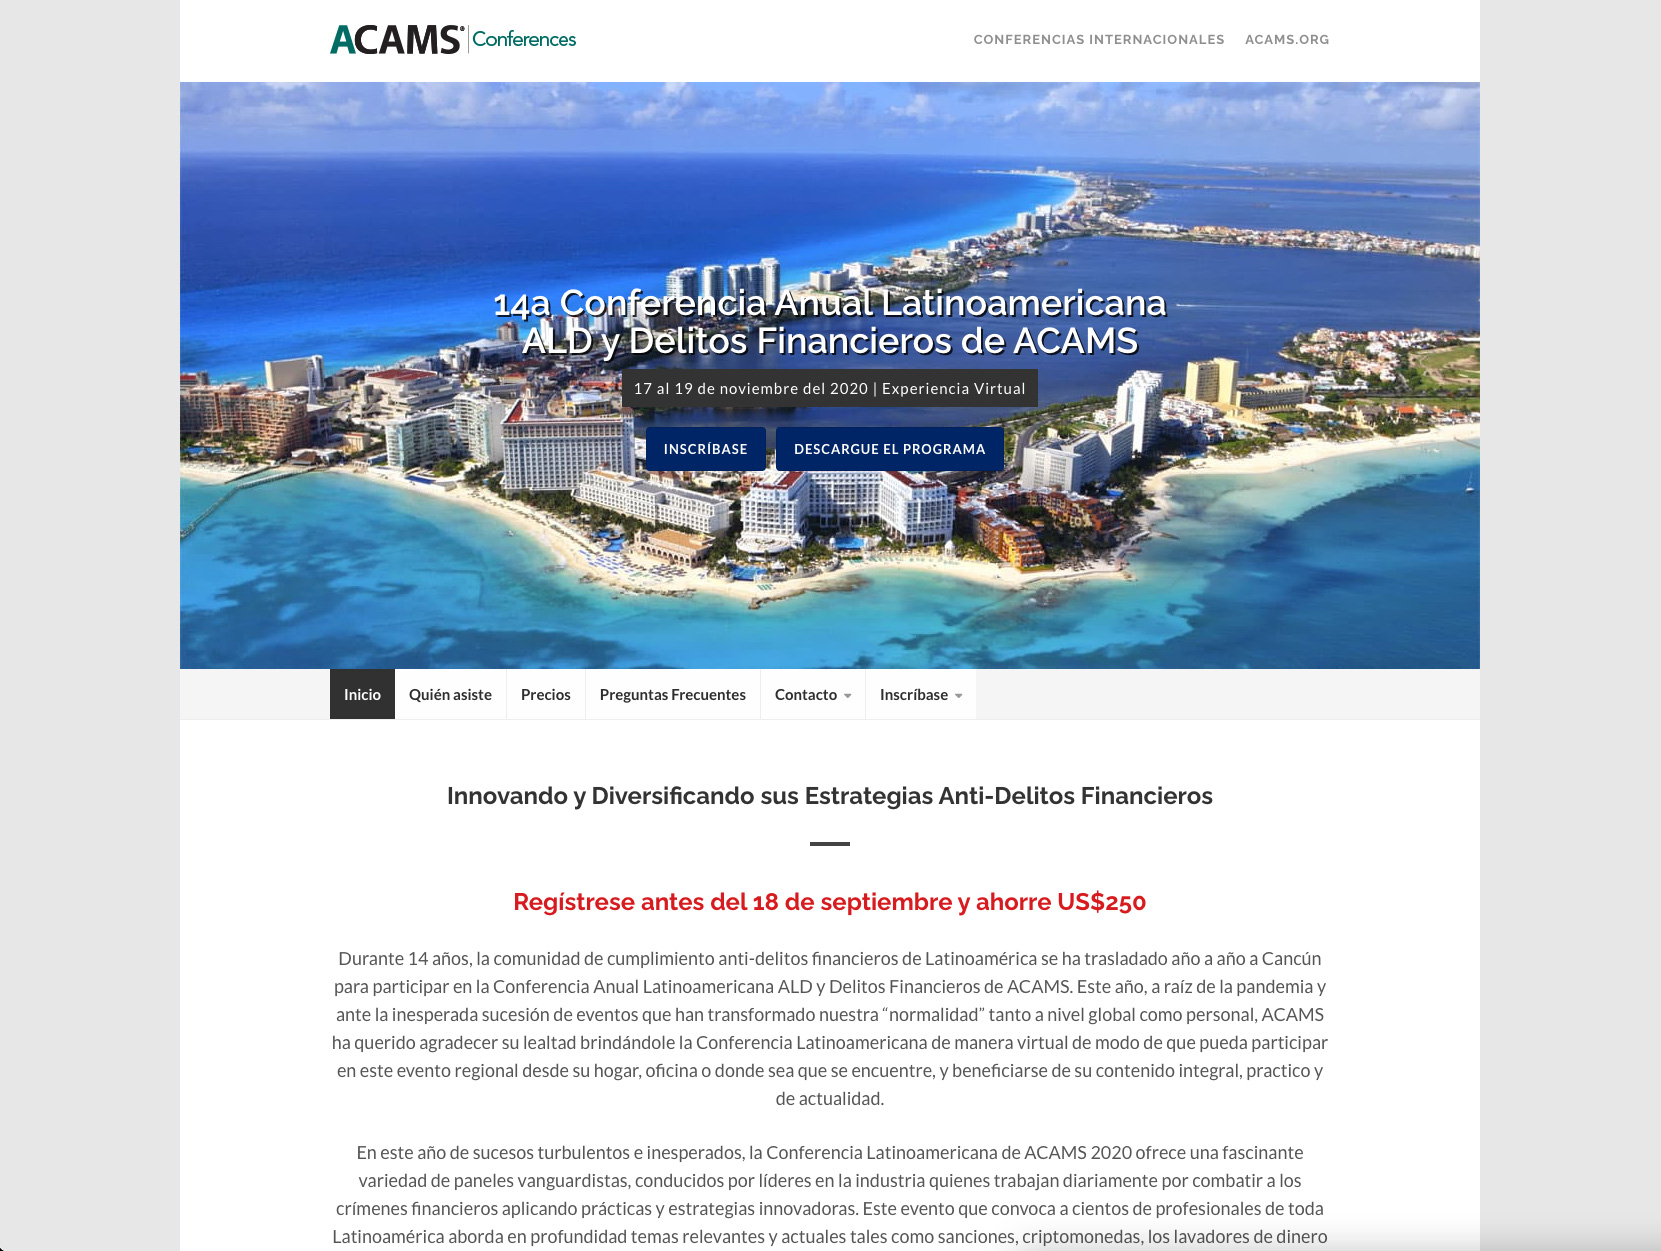 ACAMS® Conferences
CONFERENCIAS INTERNACIONALES ACAMS.ORG
14a Conferencia Anual Latinoamericana
ALD y Delitos Financieros de ACAMS
17 al 19 de noviembre del 2020 | Experiencia Virtual
INSCRÍBASE DESCARGUE EL PROGRAMA
Inicio Quién asiste Precios Preguntas Frecuentes Contacto Inscríbase
Innovando y Diversificando sus Estrategias Anti-Delitos Financieros
Regístrese antes del 18 de septiembre y ahorre US$250
Durante 14 años, la comunidad de cumplimiento anti-delitos financieros de Latinoamérica se ha trasladado año a año a Cancún
para participar en la Conferencia Anual Latinoamericana ALD y Delitos Financieros de ACAMS. Este año, a raíz de la pandemia y
ante la inesperada sucesión de eventos que han transformado nuestra “normalidad” tanto a nivel global como personal, ACAMS
ha querido agradecer su lealtad brindándole la Conferencia Latinoamericana de manera virtual de modo de que pueda participar
en este evento regional desde su hogar, oficina o donde sea que se encuentre, y beneficiarse de su contenido integral, practico y
de actualidad.
En este año de sucesos turbulentos e inesperados, la Conferencia Latinoamericana de ACAMS 2020 ofrece una fascinante
variedad de paneles vanguardistas, conducidos por líderes en la industria quienes trabajan diariamente por combatir a los
crímenes financieros aplicando prácticas y estrategias innovadoras. Este evento que convoca a cientos de profesionales de toda
Latinoamérica aborda en profundidad temas relevantes y actuales tales como sanciones, criptomonedas, los lavadores de dinero